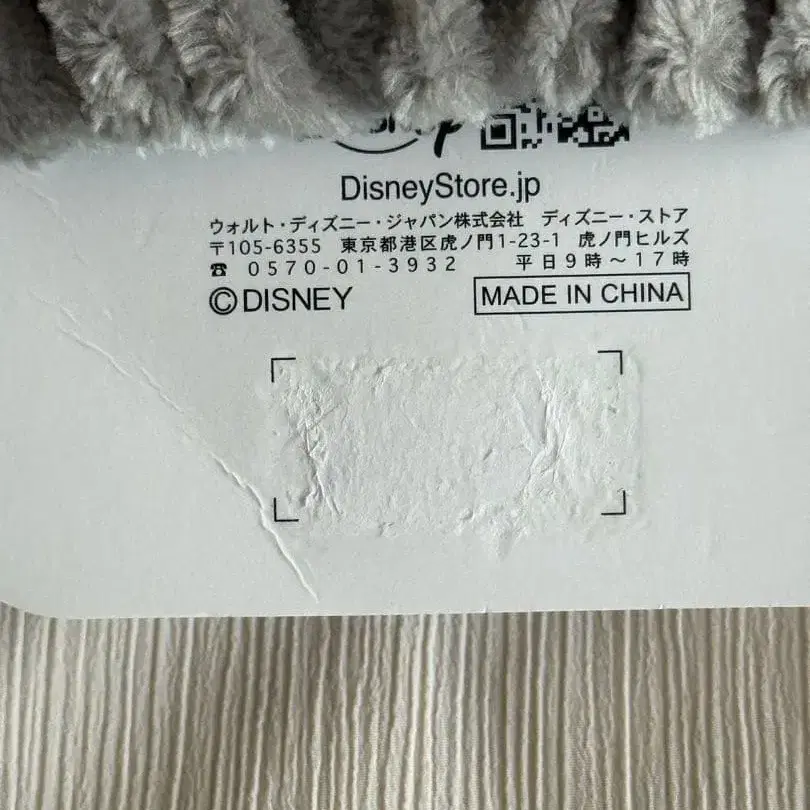 DisneyStore.jp
ウォルト・ディズニー・ジャパン株式会社 ディズニー・ストア
〒105-6355 東京都港区虎ノ門1-23-1 虎ノ門ヒルズ
☎ 0570-01-3932 平日9時～17時
©DISNEY MADE IN CHINA